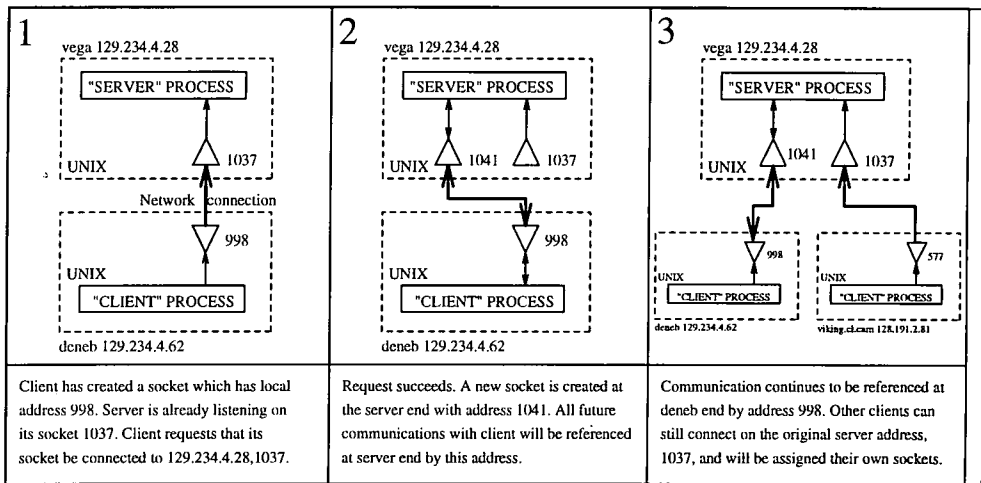 1
vega 129.234.4.28
"SERVER" PROCESS
1037
UNIX
Network connection
998
UNIX
"CLIENT" PROCESS
deneb 129.234.4.62
Client has created a socket which has local
address 998. Server is already listening on
its socket 1037. Client requests that its
socket be connected to 129.234.4.28,1037.
2
vega 129.234.4.28
"SERVER" PROCESS
1041
1037
UNIX
998
UNIX
"CLIENT" PROCESS
deneb 129.234.4.62
Request succeeds. A new socket is created at
the server end with address 1041. All future
communications with client will be referenced
at server end by this address.
3
vega 129.234.4.28
"SERVER" PROCESS
1041
1037
UNIX
998
577
UNIX
UNIX
"CLIENT" PROCESS
"CLIENT" PROCESS
deneb 129.234.4.62
viking.cl.cam 128.191.2.81
Communication continues to be referenced at
deneb end by address 998. Other clients can
still connect on the original server address,
1037, and will be assigned their own sockets.